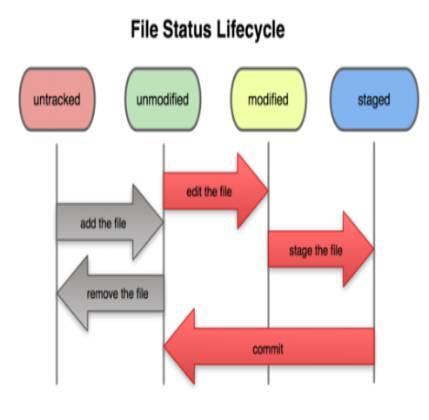 File Status Lifecycle
untracked unmodified modified staged
edit the file
add the file
stage the file
remove the file
commit